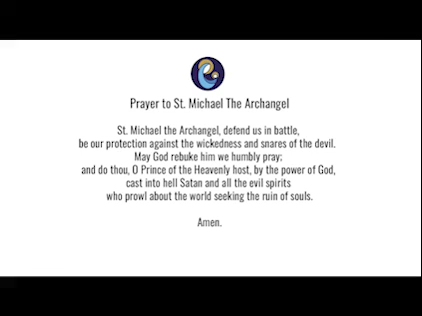 Prayer to St. Michael The Archangel
St. Michael the Archangel, defend us in battle,
be our protection against the wickedness and snares of the devil.
May God rebuke him we humbly pray;
and do thou, O Prince of the Heavenly host, by the power of God,
cast into hell Satan and all the evil spirits
who prowl about the world seeking the ruin of souls.
Amen.